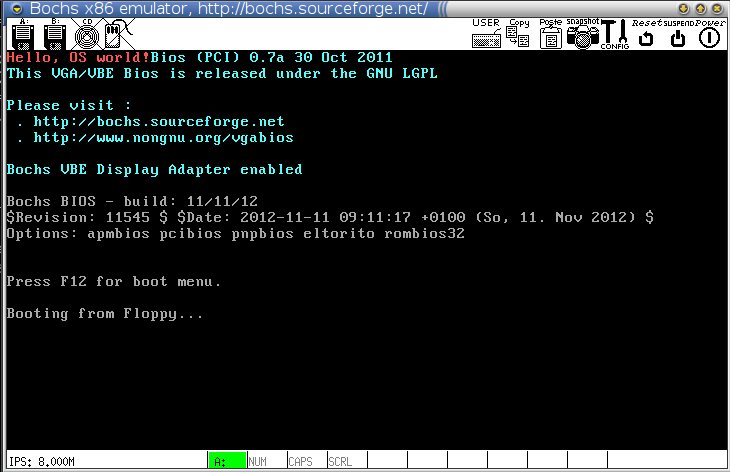 Bochs x86 emulator, http://bochs.sourceforge.net/
A: B: CD USER Copy Paste snapshot CONFIG Reset SUSPEND Power
Hello, OS world!Bios (PCI) 0.7a 30 Oct 2011
This VGA/VBE Bios is released under the GNU LGPL
Please visit :
. http://bochs.sourceforge.net
. http://www.nongnu.org/vgabios
Bochs VBE Display Adapter enabled
Bochs BIOS - build: 11/11/12
$Revision: 11545 $ $Date: 2012-11-11 09:11:17 +0100 (So, 11. Nov 2012) $
Options: apmbios pcibios pnpbios eltorito rombios32
Press F12 for boot menu.
Booting from Floppy...
IPS: 8.000M A: NUM CAPS SCRL